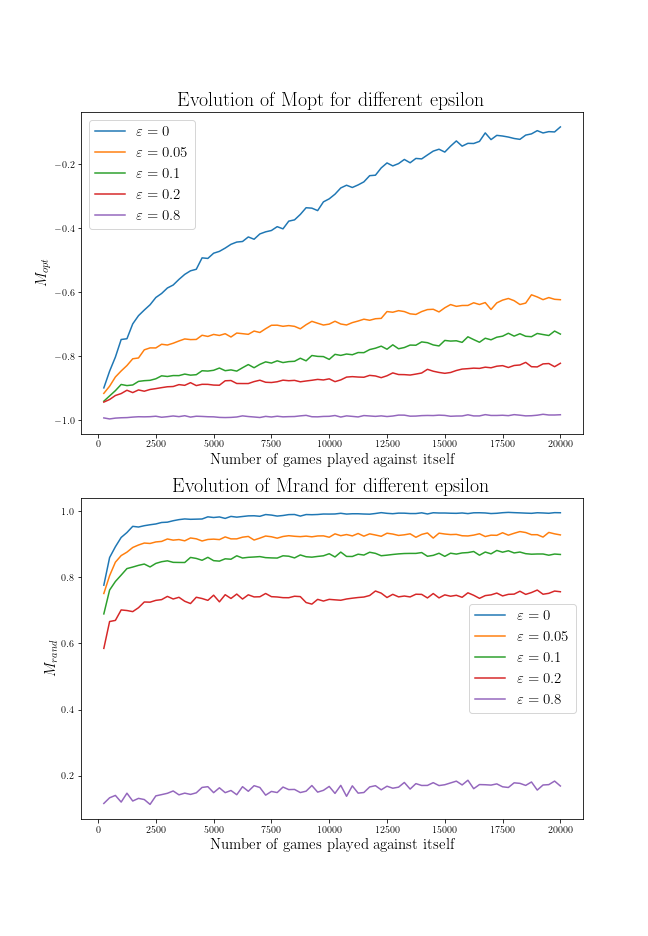 Evolution of Mopt for different epsilon
ε = 0
ε = 0.05
ε = 0.1
ε = 0.2
ε = 0.8
−0.2
−0.4
−0.6
−0.8
−1.0
M_opt
0 2500 5000 7500 10000 12500 15000 17500 20000
Number of games played against itself
Evolution of Mrand for different epsilon
1.0
0.8
0.6
0.4
0.2
M_rand
ε = 0
ε = 0.05
ε = 0.1
ε = 0.2
ε = 0.8
0 2500 5000 7500 10000 12500 15000 17500 20000
Number of games played against itself